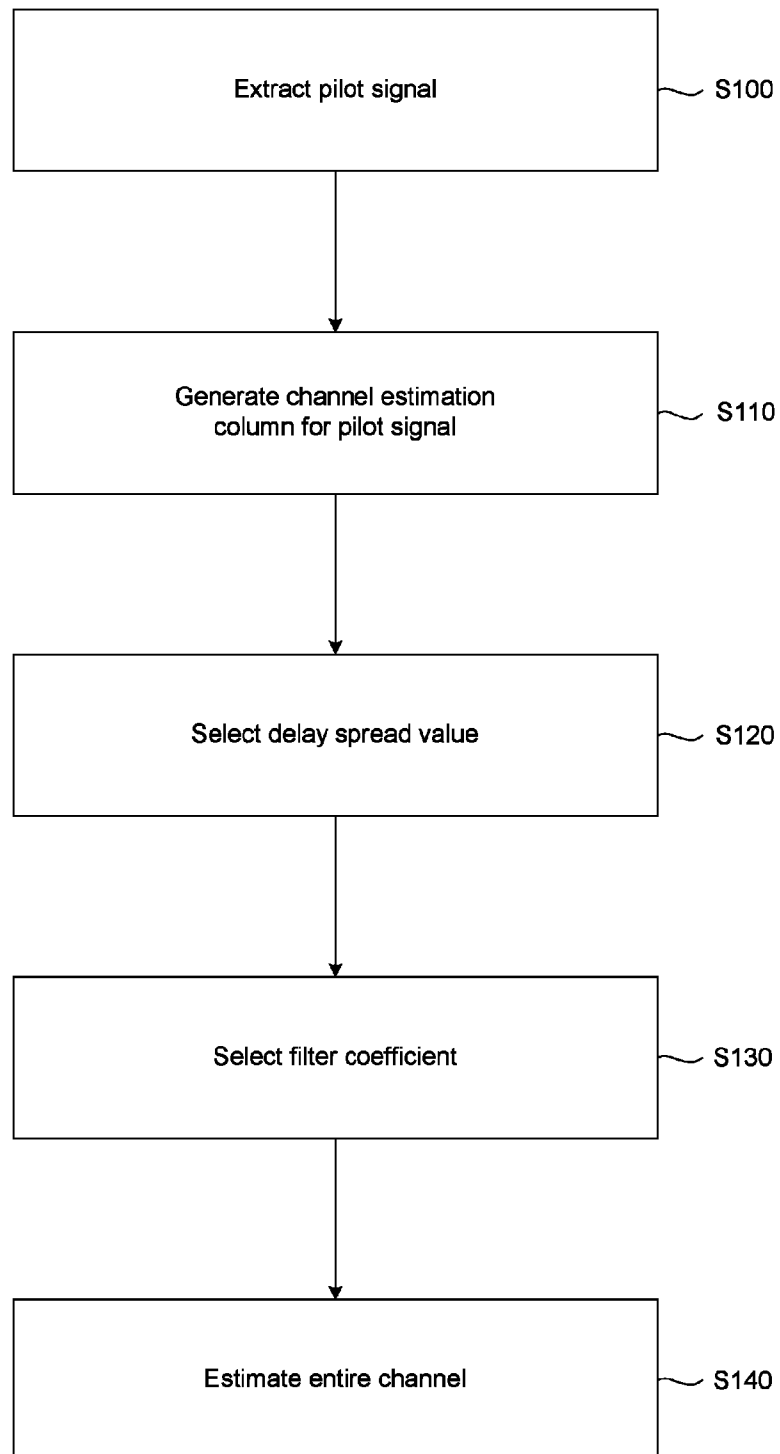 Extract pilot signal
S100
Generate channel estimation
column for pilot signal
S110
Select delay spread value
S120
Select filter coefficient
S130
Estimate entire channel
S140